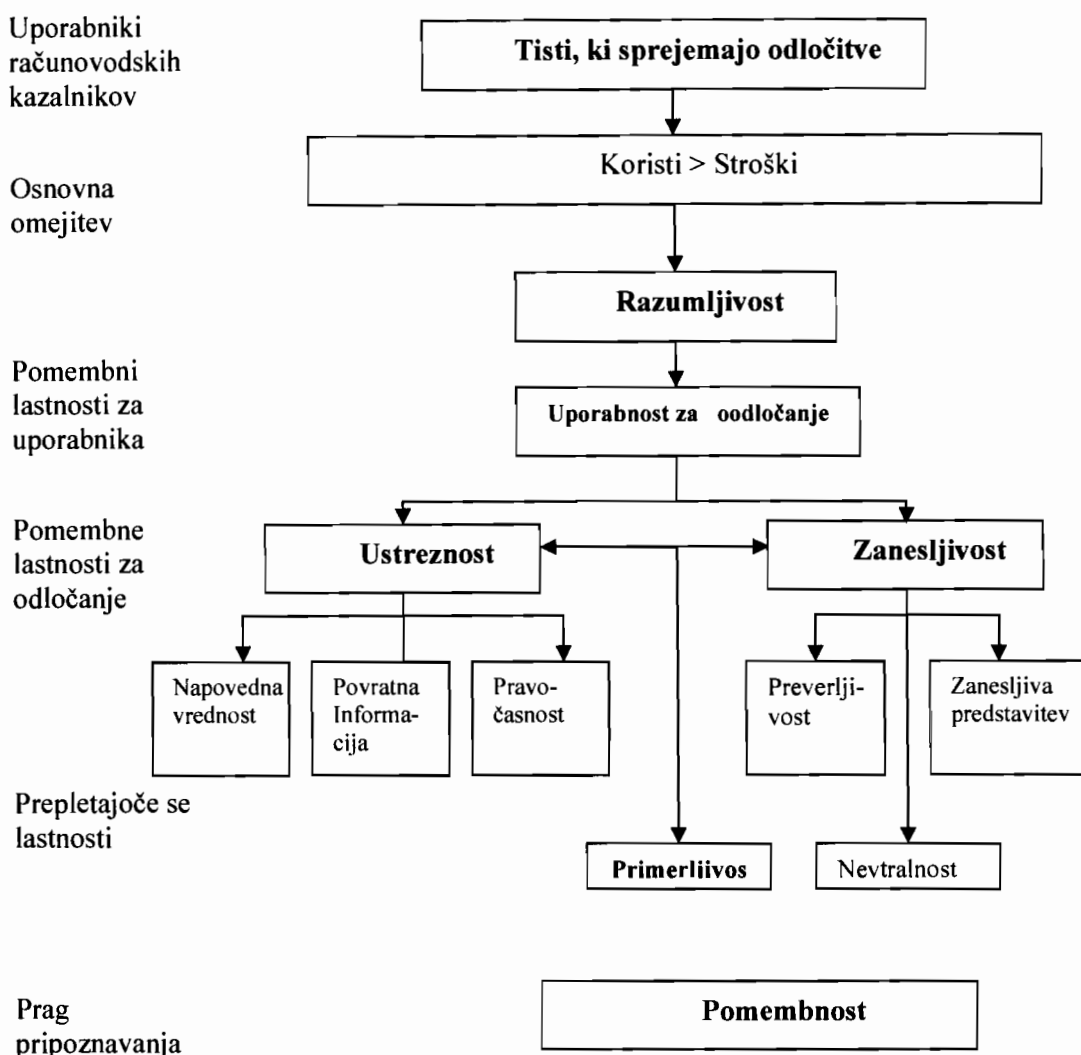 Uporabniki
računovodskih
kazalnikov
Tisti, ki sprejemajo odločitve
Koristi > Stroški
Osnovna
omejitev
Razumljivost
Pomembni
lastnosti za
uporabnika
Uporabnost za oodločanje
Pomembne
lastnosti za
odločanje
Ustreznost
Zanesljivost
Napovedna
vrednost
Povratna
Informa-
cija
Pravo-
časnost
Preverlji-
vost
Zanesljiva
predstavitev
Prepletajoče se
lastnosti
Primerljivos
Nevtralnost
Prag
pripoznavanja
Pomembnost